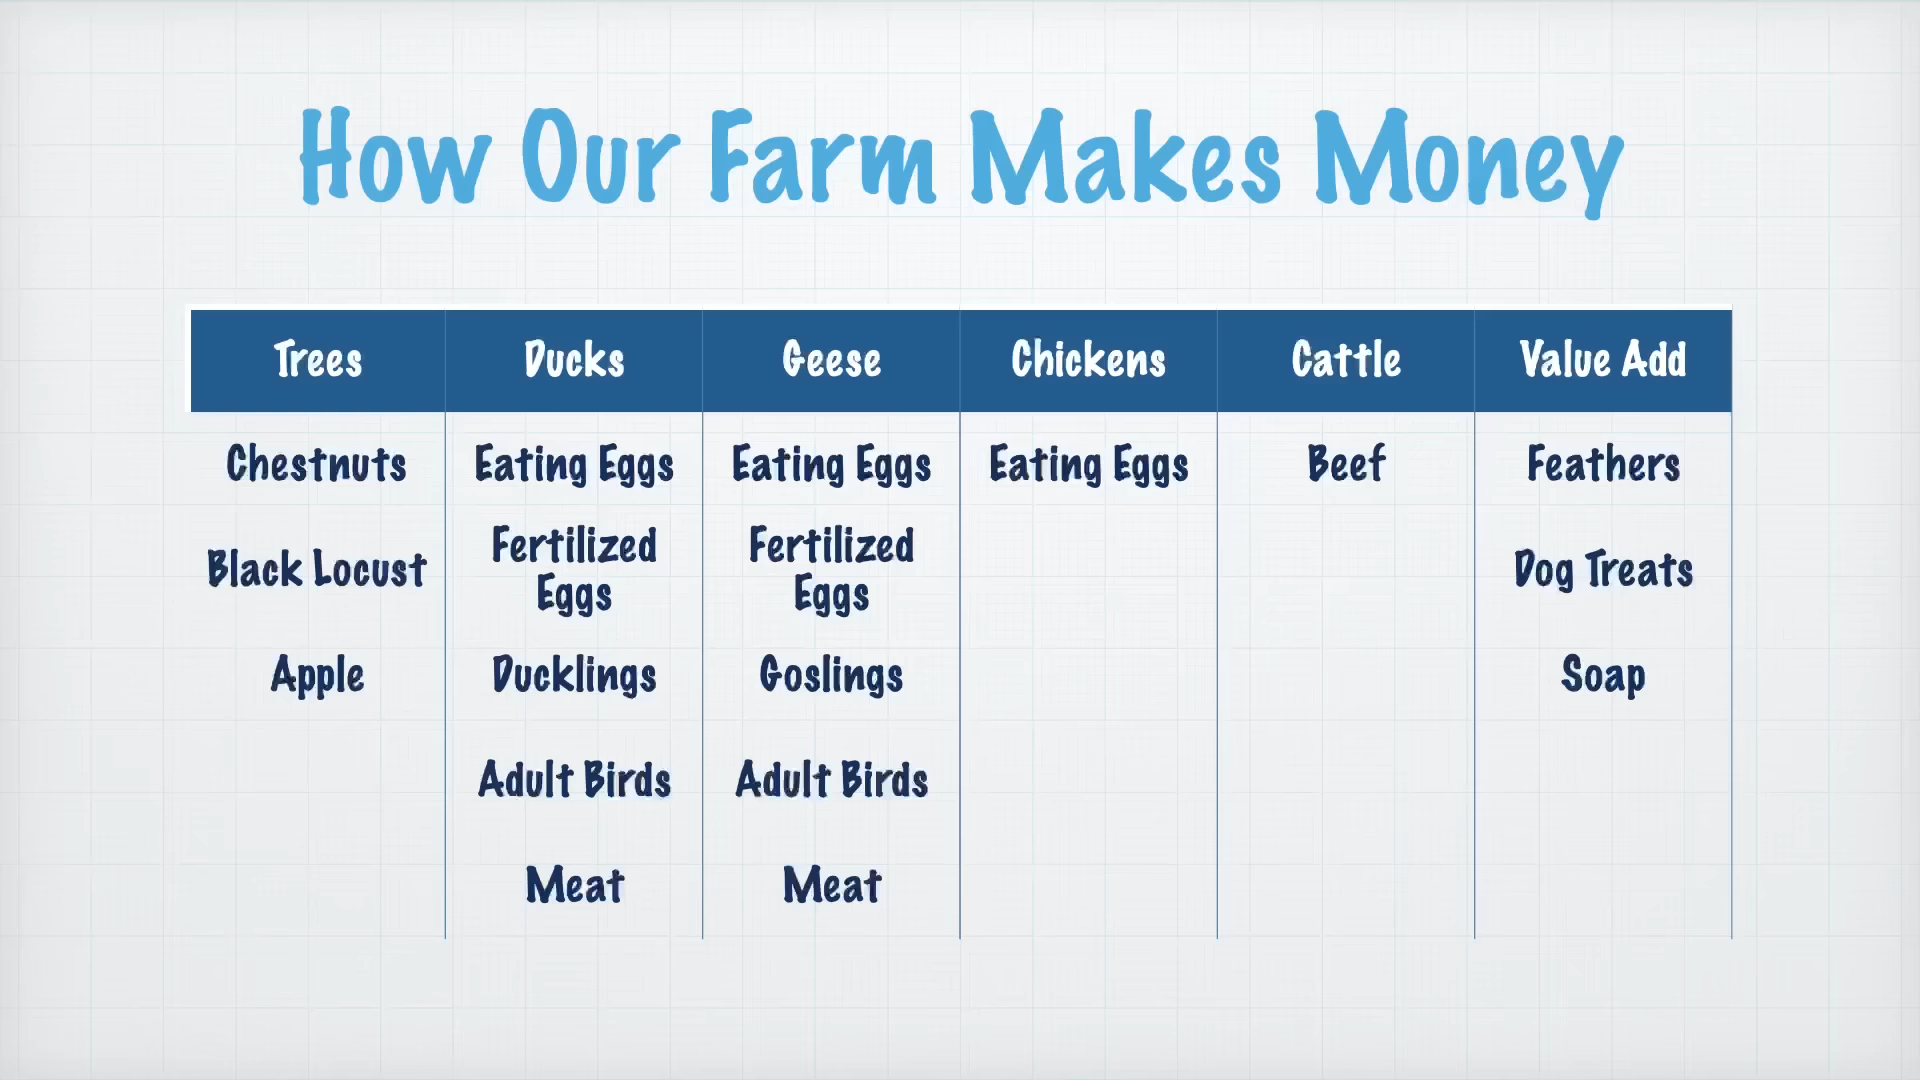 How Our Farm Makes Money
Trees Ducks Geese Chickens Cattle Value Add
Chestnuts Eating Eggs Eating Eggs Eating Eggs Beef Feathers
Black Locust Fertilized Eggs Fertilized Eggs Dog Treats
Apple Ducklings Goslings Soap
Adult Birds Adult Birds
Meat Meat